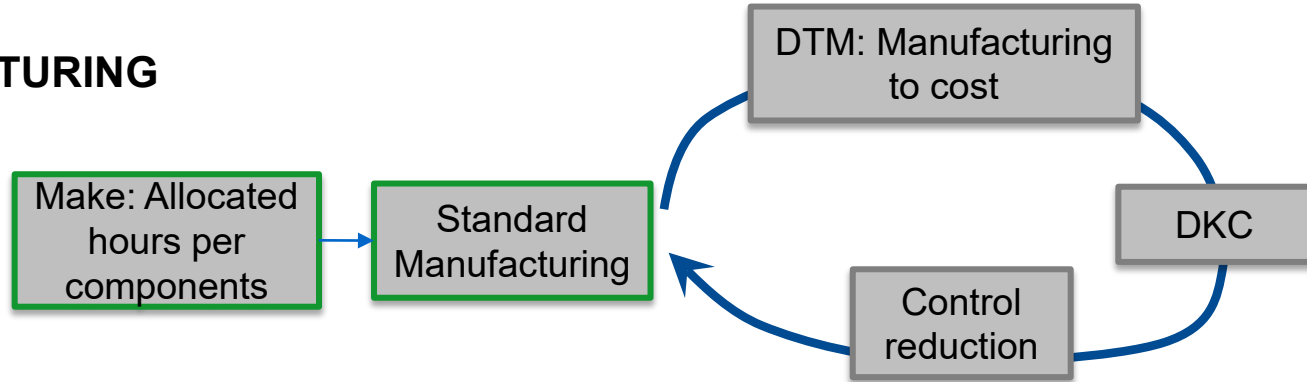 TURING
DTM: Manufacturing
to cost
Make: Allocated
hours per
components
Standard
Manufacturing
DKC
Control
reduction